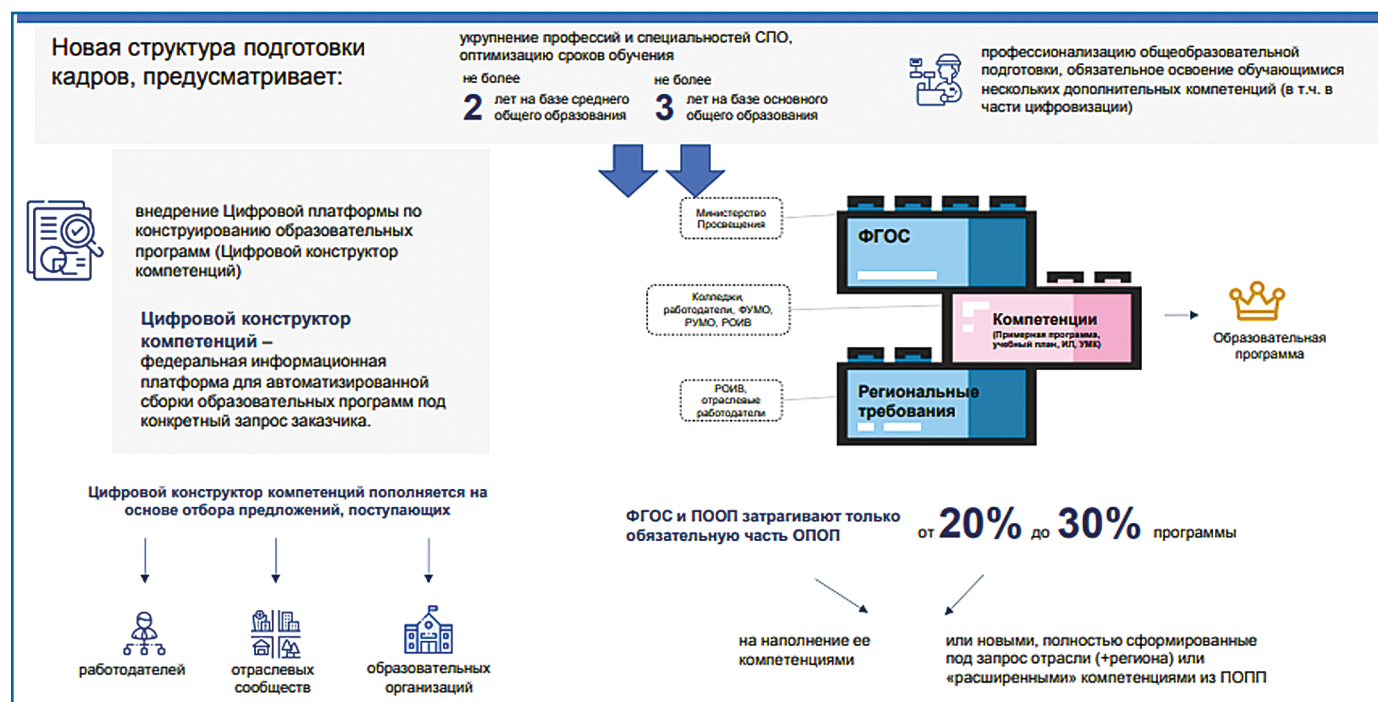 Новая структура подготовки
кадров, предусматривает:
укрупнение профессий и специальностей СПО,
оптимизацию сроков обучения
не более
2 лет на базе среднего
общего образования
не более
3 лет на базе основного
общего образования
профессионализацию общеобразовательной
подготовки, обязательное освоение обучающимися
нескольких дополнительных компетенций (в т.ч. в
части цифровизации)
внедрение Цифровой платформы по
конструированию образовательных
программ (Цифровой конструктор
компетенций)
Цифровой конструктор
компетенций –
федеральная информационная
платформа для автоматизированной
сборки образовательных программ под
конкретный запрос заказчика.
Министерство
Просвещения
ФГОС
Колледжи,
работодатели, ФУМО,
РУМО, РОИВ
Компетенции
(Примерная программа,
учебный план, ИЛ, УМК)
Образовательная
программа
РОИВ,
отраслевые
работодатели
Региональные
требования
Цифровой конструктор компетенций пополняется на
основе отбора предложений, поступающих
работодателей
отраслевых
сообществ
образовательных
организаций
ФГОС и ПООП затрагивают только
обязательную часть ОПОП
от 20% до 30% программы
на наполнение ее
компетенциями
или новыми, полностью сформированные
под запрос отрасли (+региона) или
«расширенными» компетенциями из ПОПП